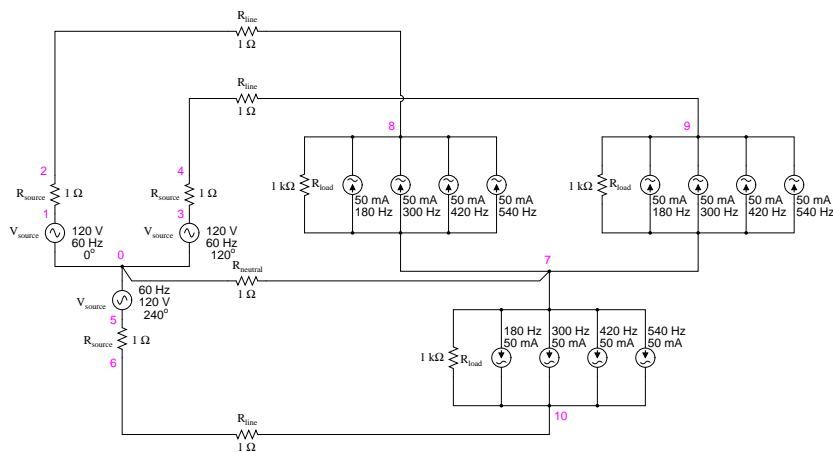 R_line
1 Ω
R_line
1 Ω
8
9
2
4
1 kΩ
R_load
50 mA
180 Hz
50 mA
300 Hz
50 mA
420 Hz
50 mA
540 Hz
1 kΩ
R_load
50 mA
180 Hz
50 mA
300 Hz
50 mA
420 Hz
50 mA
540 Hz
R_source
1 Ω
R_source
1 Ω
1
3
V_source
120 V
60 Hz
0°
V_source
120 V
60 Hz
120°
0
R_neutral
1 Ω
7
V_source
60 Hz
120 V
240°
5
R_source
1 Ω
6
1 kΩ
R_load
180 Hz
50 mA
300 Hz
50 mA
420 Hz
50 mA
540 Hz
50 mA
R_line
1 Ω
10